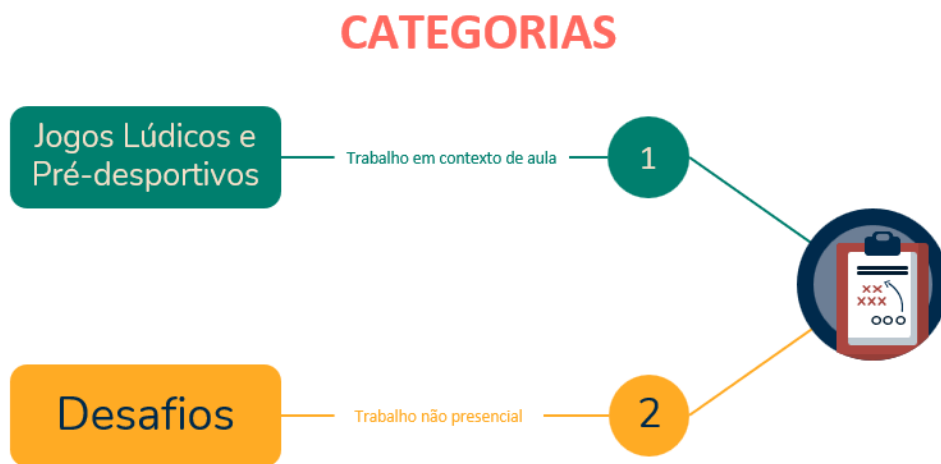 CATEGORIAS
Jogos Lúdicos e
Pré-desportivos
Trabalho em contexto de aula
1
Desafios
Trabalho não presencial
2